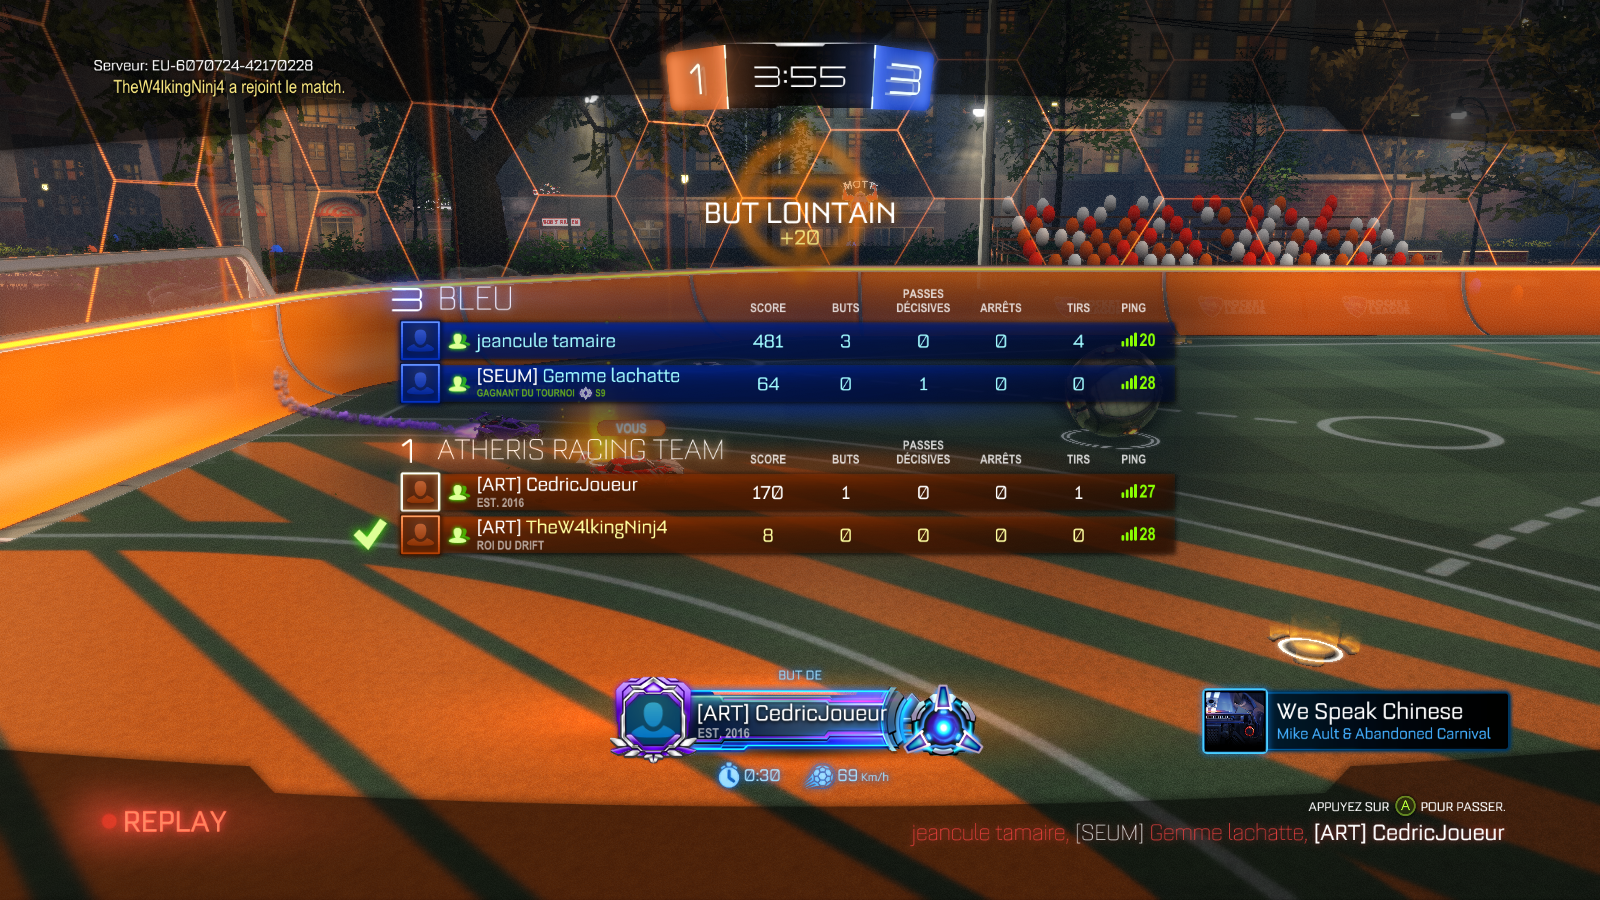 Serveur: EU-6070724-42170228
TheW4lkingNinj4 a rejoint le match.
1 3:55 3
BUT LOINTAIN
+20
3 BLEU SCORE BUTS PASSES DÉCISIVES ARRÊTS TIRS PING
jeancule tamaire 481 3 0 0 4 20
[SEUM] Gemme lachatte 64 0 1 0 0 28
GAGNANT DU TOURNOI S9
VOUS
1 ATHERIS RACING TEAM SCORE BUTS PASSES DÉCISIVES ARRÊTS TIRS PING
[ART] CedricJoueur 170 1 0 0 1 27
EST. 2016
[ART] TheW4lkingNinj4 8 0 0 0 0 28
ROI DU DRIFT
BUT DE
[ART] CedricJoueur
EST. 2016
0:30 69 Km/h
We Speak Chinese
Mike Ault & Abandoned Carnival
REPLAY
APPUYEZ SUR A POUR PASSER.
jeancule tamaire, [SEUM] Gemme lachatte, [ART] CedricJoueur